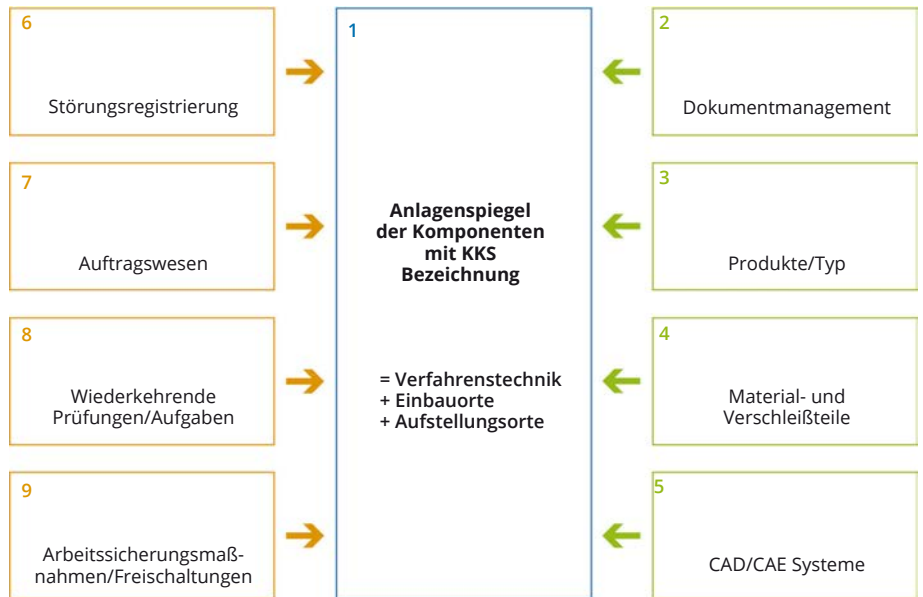 6
Störungsregistrierung
7
Auftragswesen
8
Wiederkehrende
Prüfungen/Aufgaben
9
Arbeitssicherungsmaß-
nahmen/Freischaltungen
1
Anlagenspiegel
der Komponenten
mit KKS
Bezeichnung
= Verfahrenstechnik
+ Einbauorte
+ Aufstellungsorte
2
Dokumentmanagement
3
Produkte/Typ
4
Material- und
Verschleißteile
5
CAD/CAE Systeme